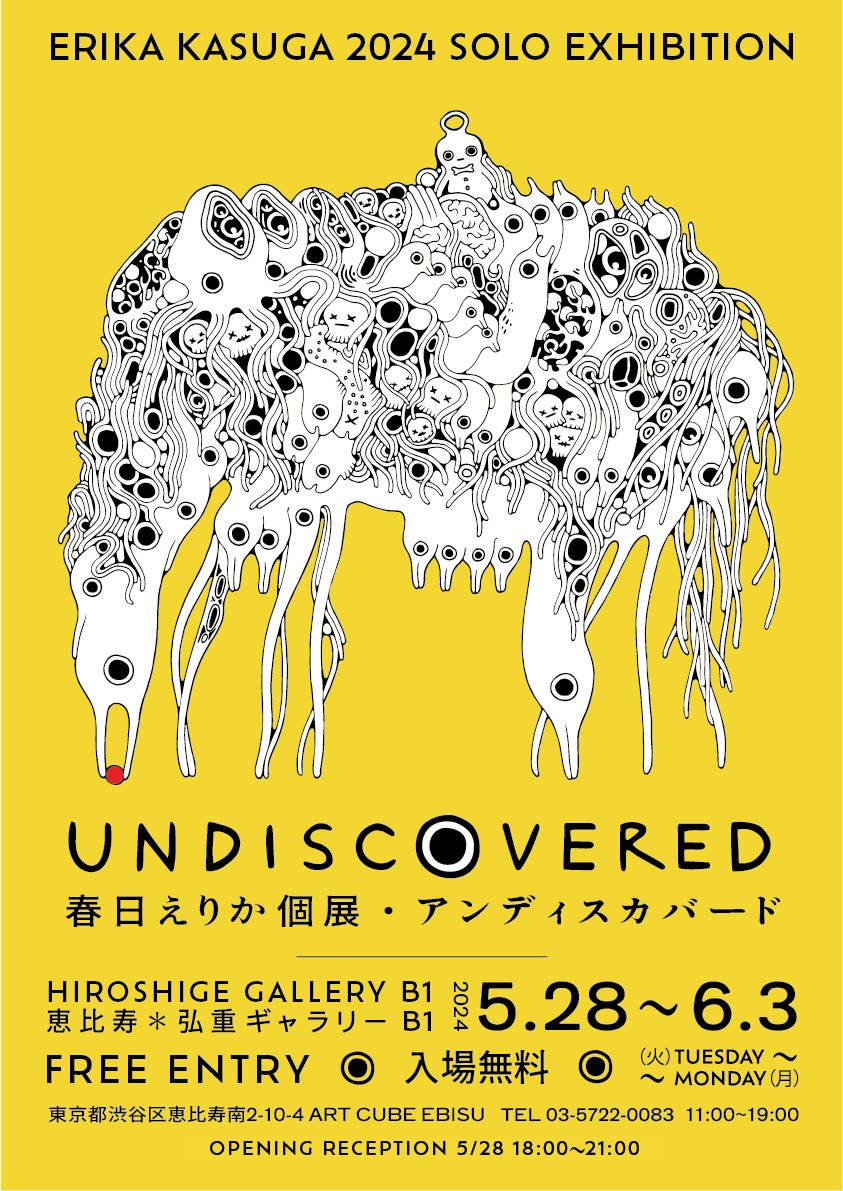 ERIKA KASUGA 2024 SOLO EXHIBITION
UNDISCOVERED
春日えりか個展・アンディスカバード
HIROSHIGE GALLERY B1
恵比寿＊弘重ギャラリー B1
2024
5.28～6.3
FREE ENTRY ◉ 入場無料 ◉
（火）TUESDAY～
～MONDAY（月）
東京都渋谷区恵比寿南2-10-4 ART CUBE EBISU TEL 03-5722-0083 11:00~19:00
OPENING RECEPTION 5/28 18:00~21:00